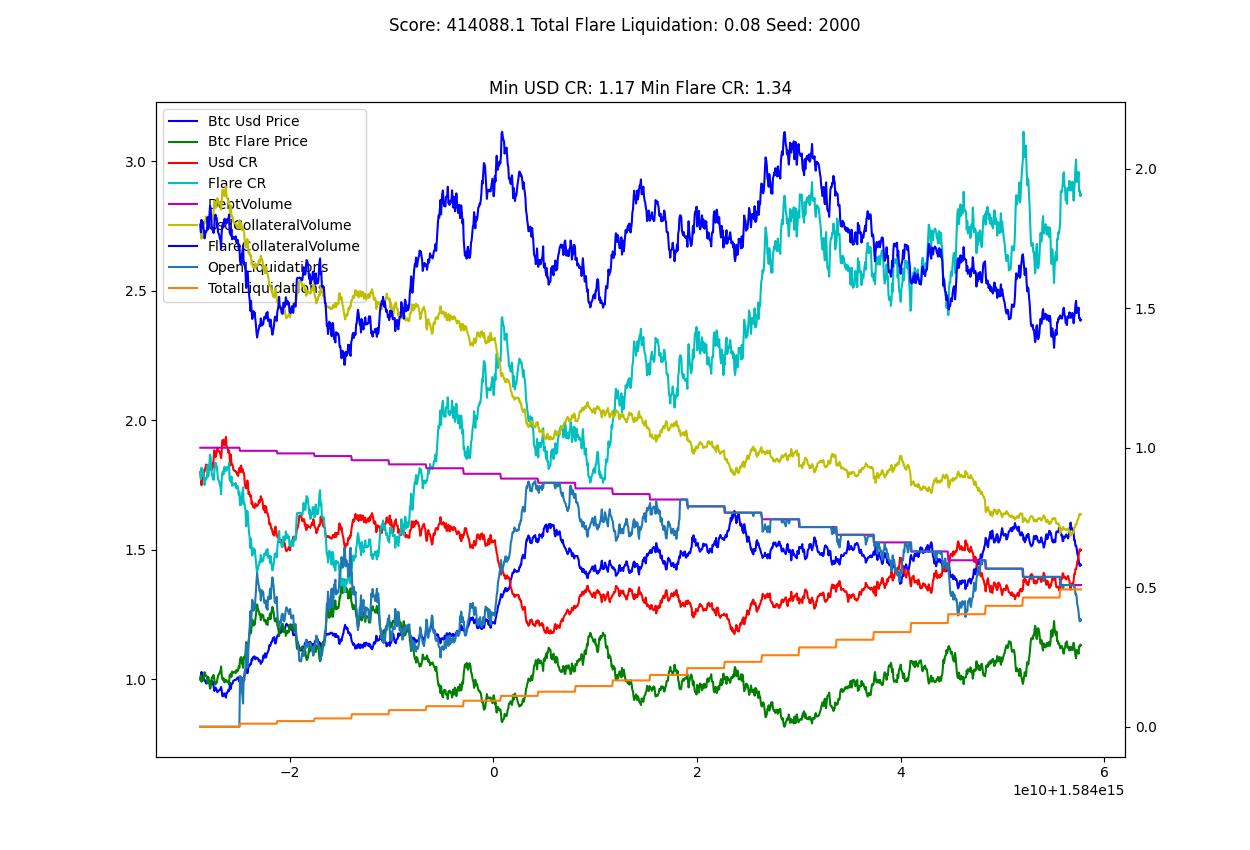 Score: 414088.1 Total Flare Liquidation: 0.08 Seed: 2000
Min USD CR: 1.17 Min Flare CR: 1.34
Btc Usd Price
Btc Flare Price
Usd CR
Flare CR
DebtVolume
UsdCollateralVolume
FlareCollateralVolume
OpenLiquidations
TotalLiquidations
3.0
2.5
2.0
1.5
1.0
2.0
1.5
1.0
0.5
0.0
−2
0
2
4
6
1e10+1.584e15